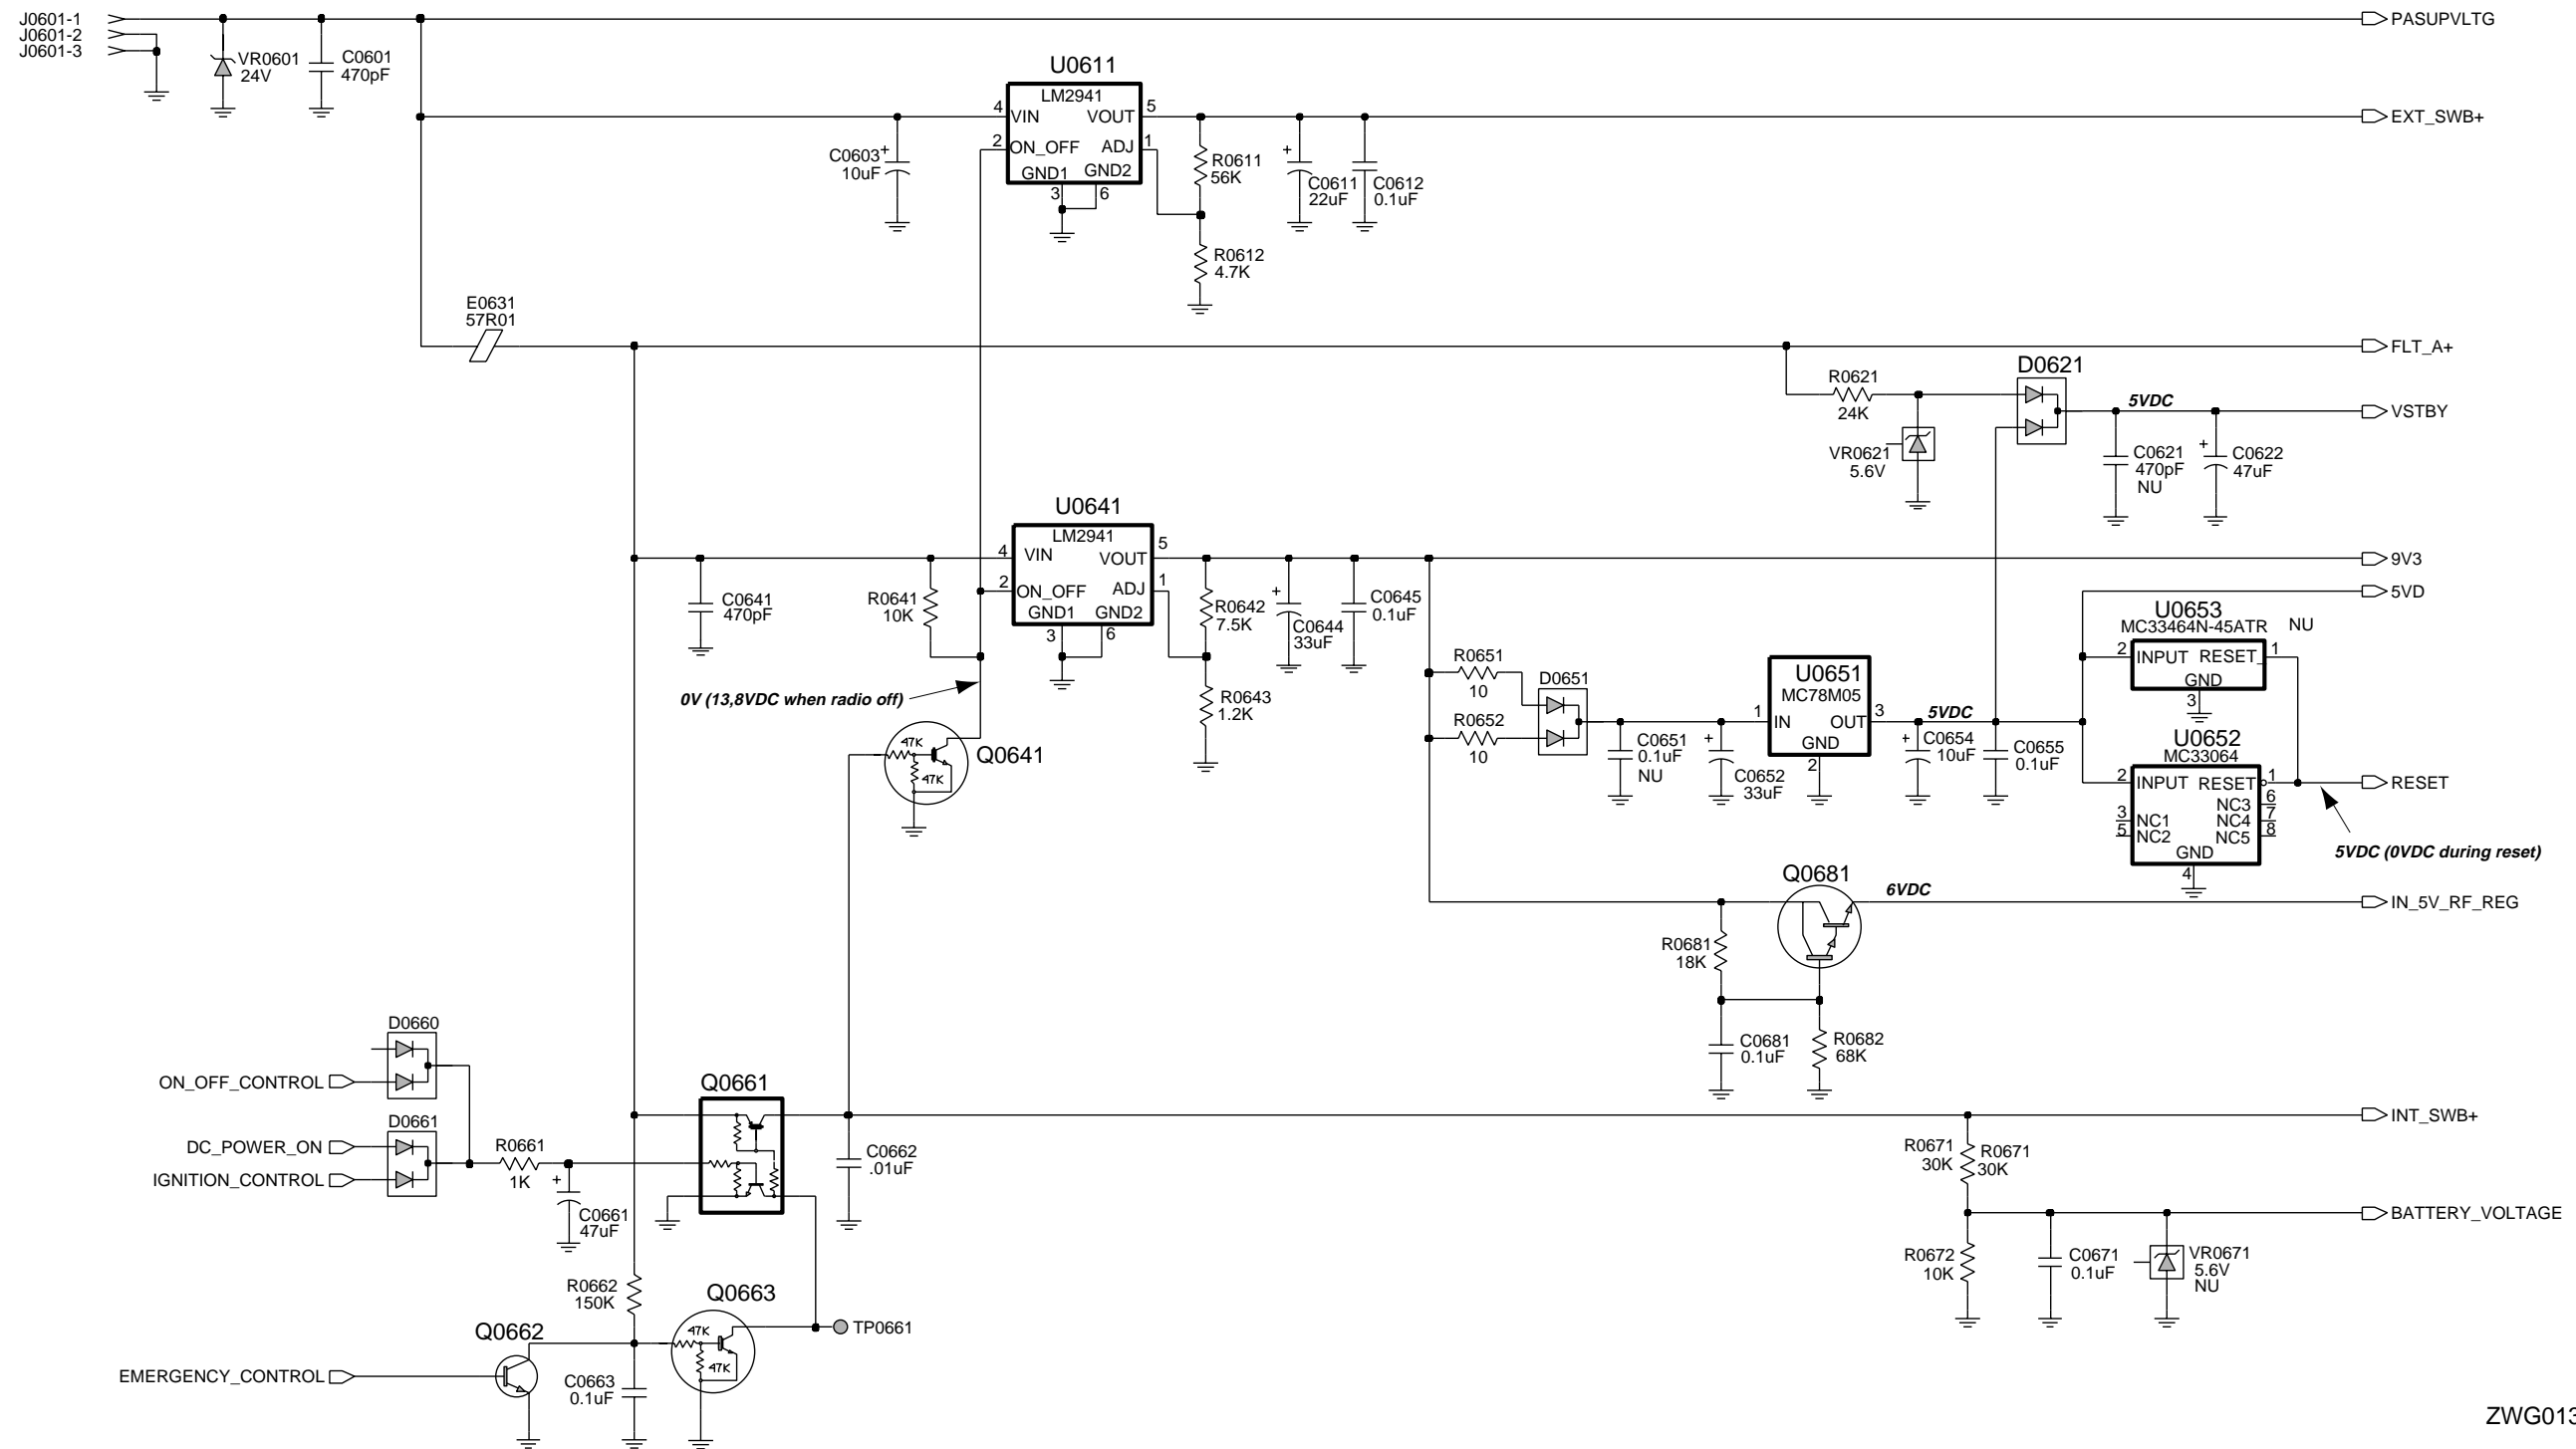 J0601-1
J0601-2
J0601-3
VR0601
24V
C0601
470pF
PASUPVLTG
U0611
LM2941
4
VIN
VOUT
5
2
ON_OFF
ADJ
1
GND1
GND2
3
6
C0603
+
10uF
R0611
56K
+
C0611
22uF
C0612
0.1uF
EXT_SWB+
R0612
4.7K
E0631
57R01
FLT_A+
R0621
24K
D0621
5VDC
VSTBY
VR0621
5.6V
C0621
470pF
NU
+
C0622
47uF
U0641
LM2941
4
VIN
VOUT
5
2
ON_OFF
ADJ
1
GND1
GND2
3
6
C0641
470pF
R0641
10K
R0642
7.5K
+
C0644
33uF
C0645
0.1uF
9V3
5VD
R0643
1.2K
0V (13,8VDC when radio off)
47K
47K
Q0641
R0651
10
R0652
10
D0651
C0651
0.1uF
NU
+
C0652
33uF
U0651
MC78M05
1
IN
OUT
3
GND
2
5VDC
+
C0654
10uF
C0655
0.1uF
U0653
MC33464N-45ATR
NU
2
INPUT
RESET_
1
GND
3
U0652
MC33064
2
INPUT
RESET
1
6
NC3
3
NC1
NC4
7
5
NC2
NC5
8
GND
4
RESET
5VDC (0VDC during reset)
Q0681
6VDC
IN_5V_RF_REG
R0681
18K
C0681
0.1uF
R0682
68K
D0660
ON_OFF_CONTROL
D0661
DC_POWER_ON
IGNITION_CONTROL
R0661
1K
+
C0661
47uF
Q0661
C0662
.01uF
INT_SWB+
R0671
30K
R0671
30K
BATTERY_VOLTAGE
R0672
10K
C0671
0.1uF
VR0671
5.6V
NU
R0662
150K
Q0663
47K
47K
TP0661
Q0662
EMERGENCY_CONTROL
C0663
0.1uF
ZWG013